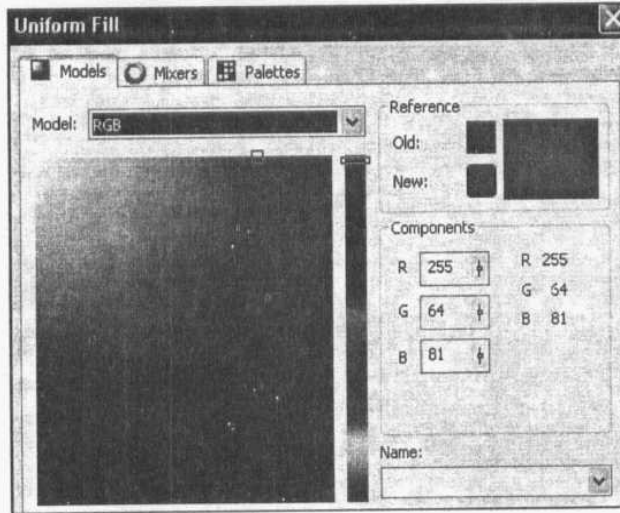 Uniform Fill
Models Mixers Palettes
Model: RGB
Reference
Old:
New:
Components
R 255 R 255
G 64 G 64
B 81 B 81
Name: